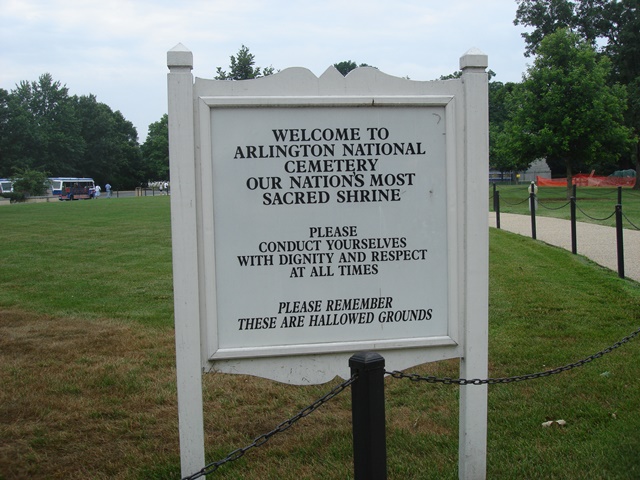 WELCOME TO
ARLINGTON NATIONAL
CEMETERY
OUR NATION'S MOST
SACRED SHRINE
PLEASE
CONDUCT YOURSELVES
WITH DIGNITY AND RESPECT
AT ALL TIMES
PLEASE REMEMBER
THESE ARE HALLOWED GROUNDS